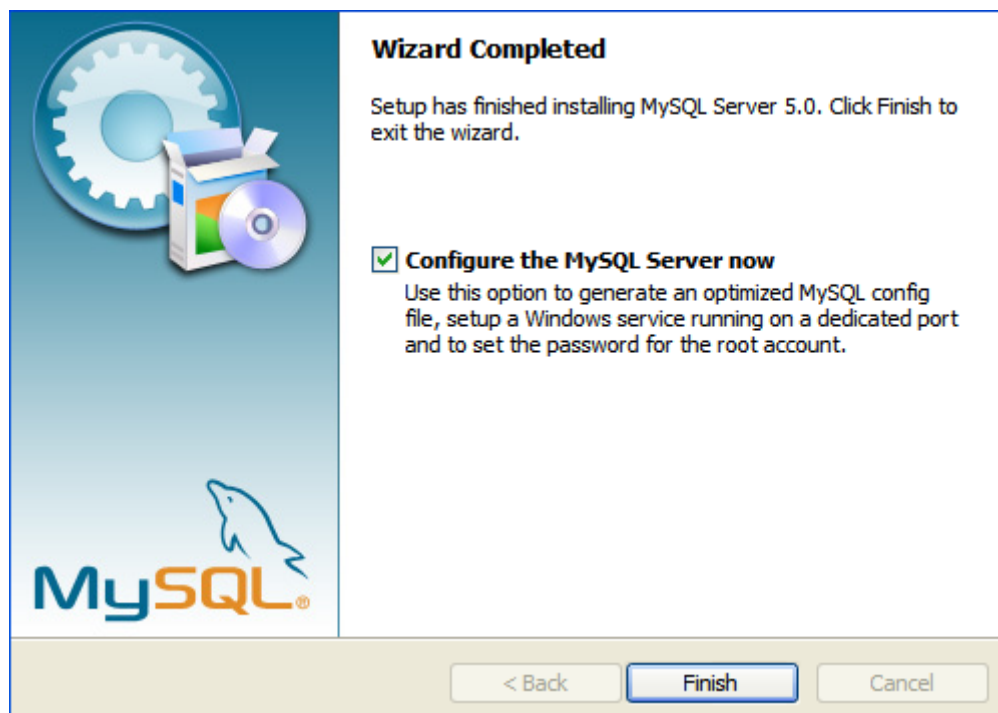 Wizard Completed
Setup has finished installing MySQL Server 5.0. Click Finish to
exit the wizard.
Configure the MySQL Server now
Use this option to generate an optimized MySQL config
file, setup a Windows service running on a dedicated port
and to set the password for the root account.
MySQL®
< Back Finish Cancel